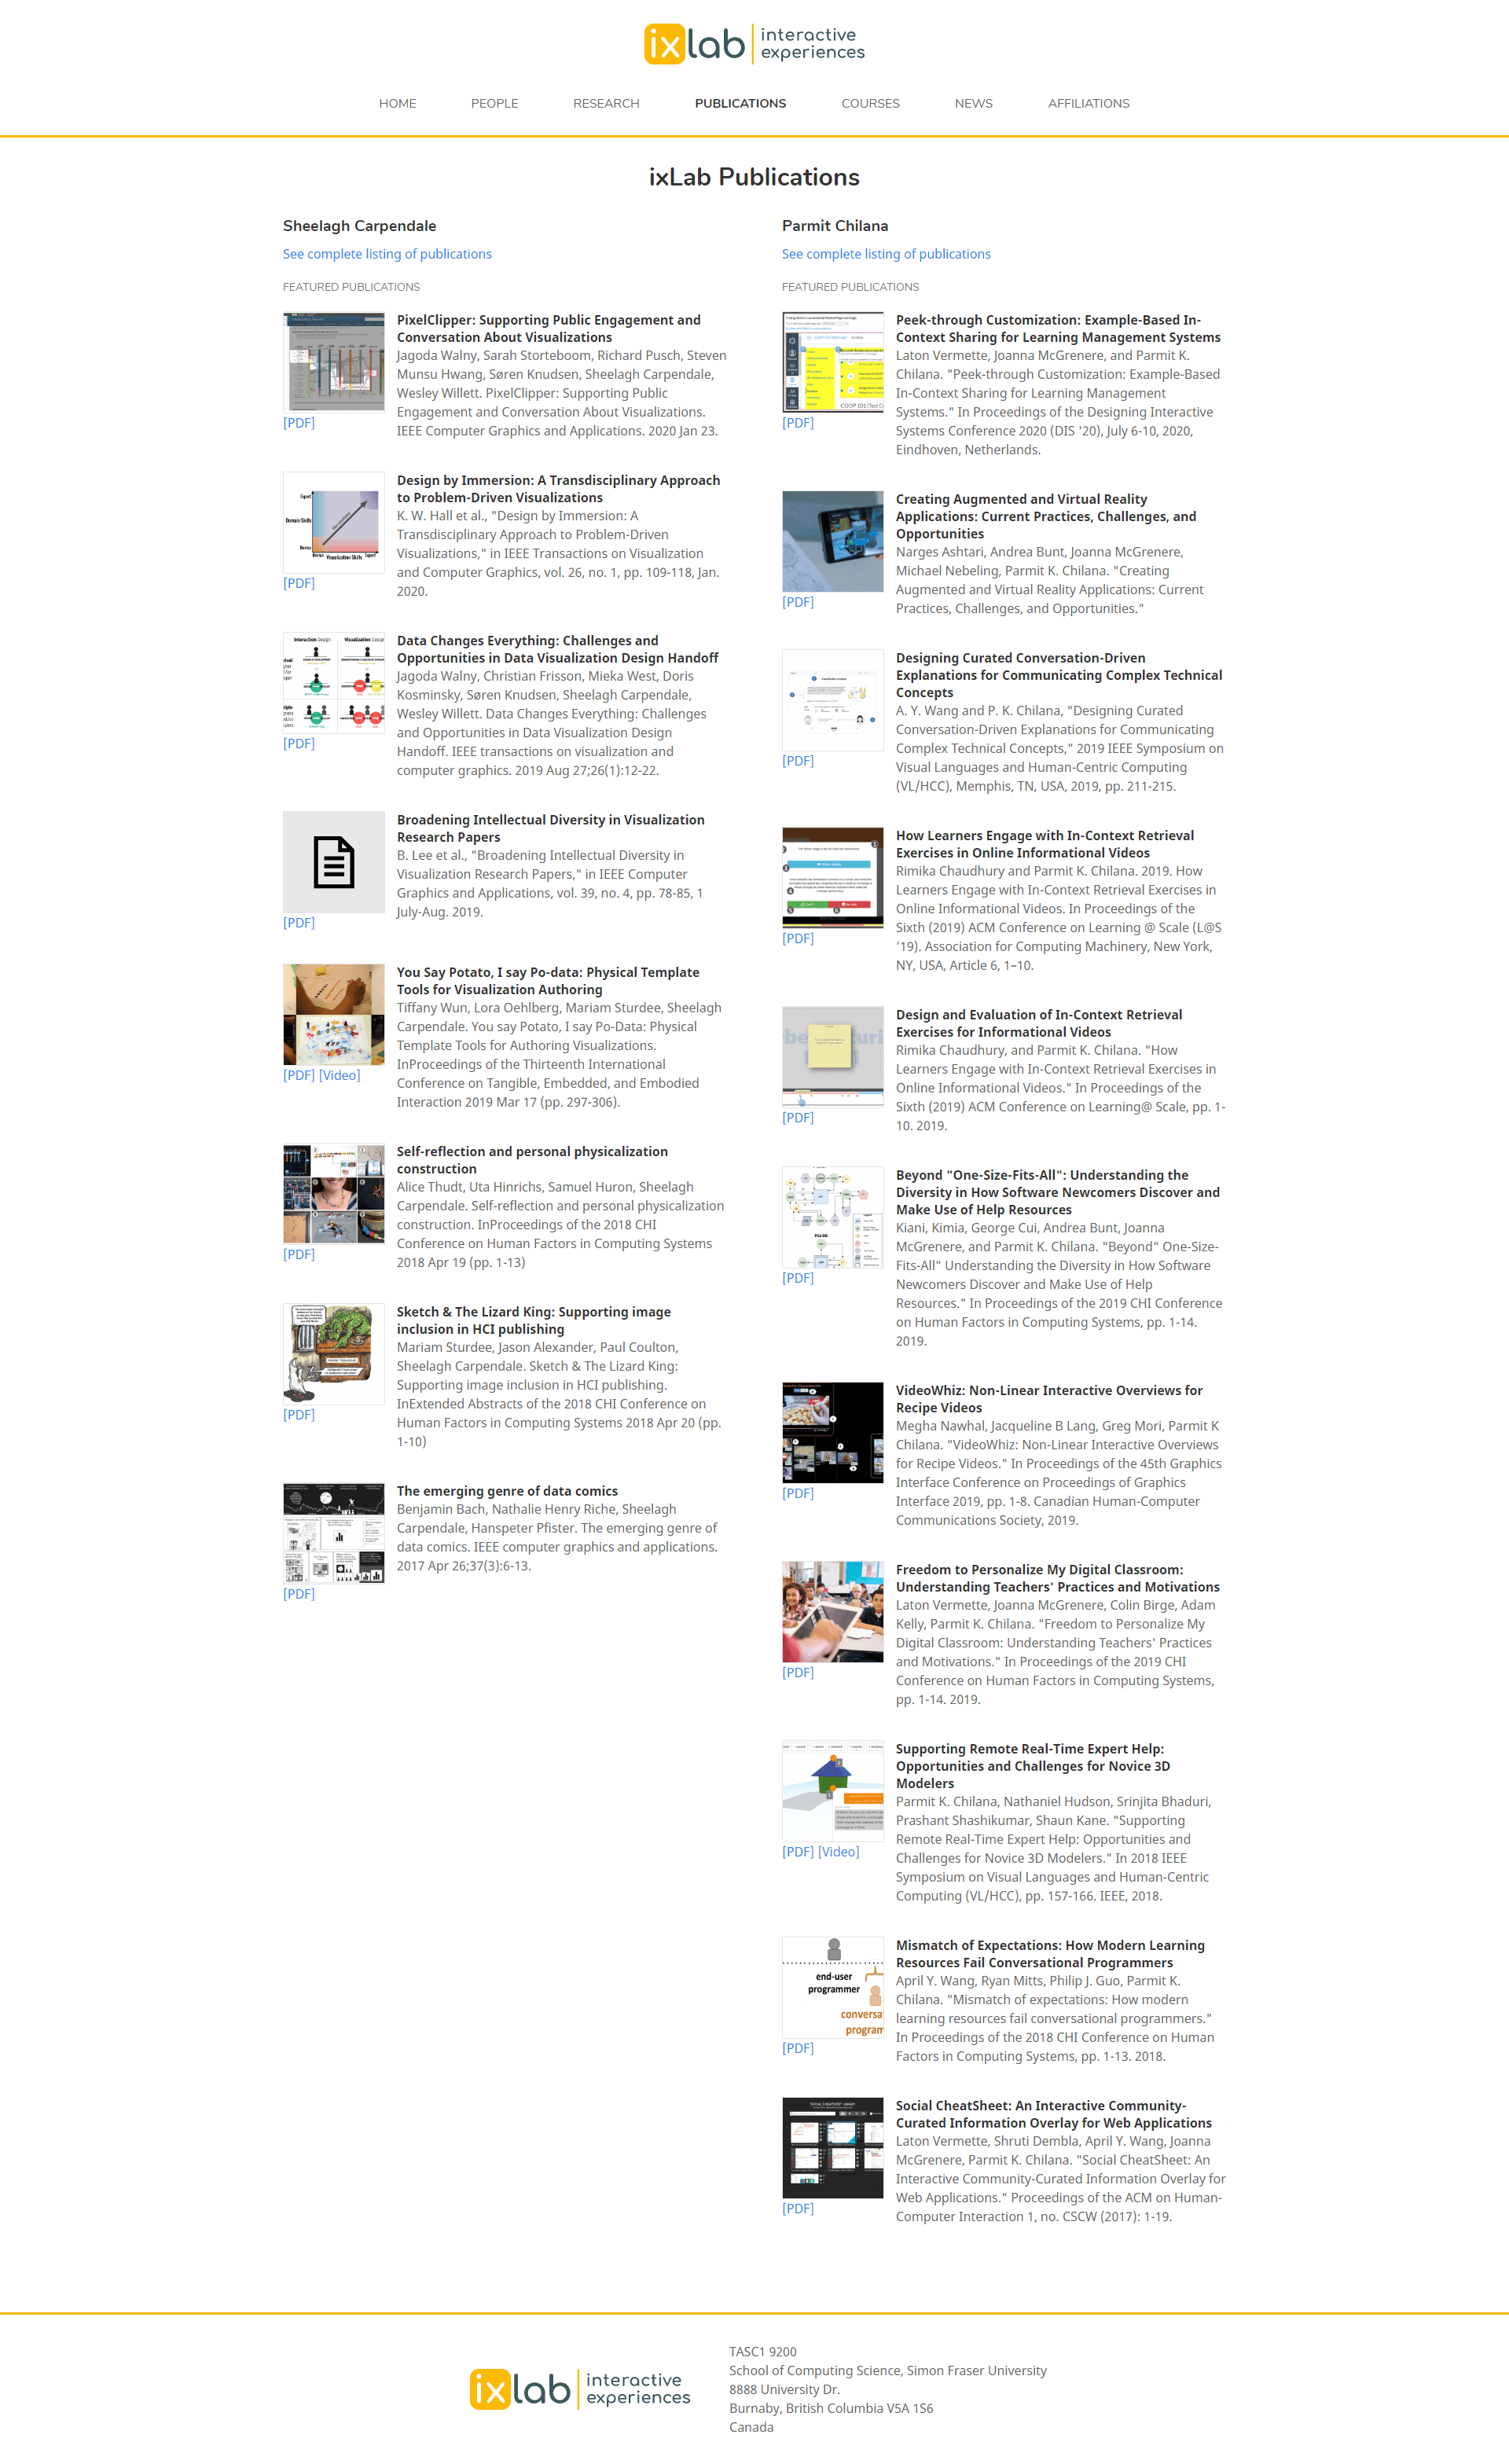 ixlab interactive
experiences
HOME PEOPLE RESEARCH PUBLICATIONS COURSES NEWS AFFILIATIONS
ixLab Publications
Sheelagh Carpendale
See complete listing of publications
FEATURED PUBLICATIONS
PixelClipper: Supporting Public Engagement and
Conversation About Visualizations
Jagoda Walny, Sarah Storteboom, Richard Pusch, Steven
Munsu Hwang, Søren Knudsen, Sheelagh Carpendale,
Wesley Willett. PixelClipper: Supporting Public
Engagement and Conversation About Visualizations.
IEEE Computer Graphics and Applications. 2020 Jan 23.
[PDF]
Expert
Domain Skills
Novice
Novice Visualization Skills Expert
Design by Immersion: A Transdisciplinary Approach
to Problem-Driven Visualizations
K. W. Hall et al., "Design by Immersion: A
Transdisciplinary Approach to Problem-Driven
Visualizations," in IEEE Transactions on Visualization
and Computer Graphics, vol. 26, no. 1, pp. 109-118, Jan.
2020.
[PDF]
Interaction Design Visualization Design
Data Changes Everything: Challenges and
Opportunities in Data Visualization Design Handoff
Jagoda Walny, Christian Frisson, Mieka West, Doris
Kosminsky, Søren Knudsen, Sheelagh Carpendale,
Wesley Willett. Data Changes Everything: Challenges
and Opportunities in Data Visualization Design
Handoff. IEEE transactions on visualization and
computer graphics. 2019 Aug 27;26(1):12-22.
[PDF]
Broadening Intellectual Diversity in Visualization
Research Papers
B. Lee et al., "Broadening Intellectual Diversity in
Visualization Research Papers," in IEEE Computer
Graphics and Applications, vol. 39, no. 4, pp. 78-85, 1
July-Aug. 2019.
[PDF]
You Say Potato, I say Po-data: Physical Template
Tools for Visualization Authoring
Tiffany Wun, Lora Oehlberg, Mariam Sturdee, Sheelagh
Carpendale. You say Potato, I say Po-Data: Physical
Template Tools for Authoring Visualizations.
InProceedings of the Thirteenth International
Conference on Tangible, Embedded, and Embodied
Interaction 2019 Mar 17 (pp. 297-306).
[PDF] [Video]
Self-reflection and personal physicalization
construction
Alice Thudt, Uta Hinrichs, Samuel Huron, Sheelagh
Carpendale. Self-reflection and personal physicalization
construction. InProceedings of the 2018 CHI
Conference on Human Factors in Computing Systems
2018 Apr 19 (pp. 1-13)
[PDF]
Sketch & The Lizard King: Supporting image
inclusion in HCI publishing
Mariam Sturdee, Jason Alexander, Paul Coulton,
Sheelagh Carpendale. Sketch & The Lizard King:
Supporting image inclusion in HCI publishing.
InExtended Abstracts of the 2018 CHI Conference on
Human Factors in Computing Systems 2018 Apr 20 (pp.
1-10)
[PDF]
The emerging genre of data comics
Benjamin Bach, Nathalie Henry Riche, Sheelagh
Carpendale, Hanspeter Pfister. The emerging genre of
data comics. IEEE computer graphics and applications.
2017 Apr 26;37(3):6-13.
[PDF]
Parmit Chilana
See complete listing of publications
FEATURED PUBLICATIONS
COOP 101 (Test C
Peek-through Customization: Example-Based In-
Context Sharing for Learning Management Systems
Laton Vermette, Joanna McGrenere, and Parmit K.
Chilana. "Peek-through Customization: Example-Based
In-Context Sharing for Learning Management
Systems." In Proceedings of the Designing Interactive
Systems Conference 2020 (DIS '20), July 6-10, 2020,
Eindhoven, Netherlands.
[PDF]
Creating Augmented and Virtual Reality
Applications: Current Practices, Challenges, and
Opportunities
Narges Ashtari, Andrea Bunt, Joanna McGrenere,
Michael Nebeling, Parmit K. Chilana. "Creating
Augmented and Virtual Reality Applications: Current
Practices, Challenges, and Opportunities."
[PDF]
Designing Curated Conversation-Driven
Explanations for Communicating Complex Technical
Concepts
A. Y. Wang and P. K. Chilana, "Designing Curated
Conversation-Driven Explanations for Communicating
Complex Technical Concepts," 2019 IEEE Symposium on
Visual Languages and Human-Centric Computing
(VL/HCC), Memphis, TN, USA, 2019, pp. 211-215.
[PDF]
How Learners Engage with In-Context Retrieval
Exercises in Online Informational Videos
Rimika Chaudhury and Parmit K. Chilana. 2019. How
Learners Engage with In-Context Retrieval Exercises in
Online Informational Videos. In Proceedings of the
Sixth (2019) ACM Conference on Learning @ Scale (L@S
’19). Association for Computing Machinery, New York,
NY, USA, Article 6, 1–10.
[PDF]
Design and Evaluation of In-Context Retrieval
Exercises for Informational Videos
Rimika Chaudhury, and Parmit K. Chilana. "How
Learners Engage with In-Context Retrieval Exercises in
Online Informational Videos." In Proceedings of the
Sixth (2019) ACM Conference on Learning@ Scale, pp. 1-
10. 2019.
[PDF]
Beyond "One-Size-Fits-All": Understanding the
Diversity in How Software Newcomers Discover and
Make Use of Help Resources
Kiani, Kimia, George Cui, Andrea Bunt, Joanna
McGrenere, and Parmit K. Chilana. "Beyond" One-Size-
Fits-All" Understanding the Diversity in How Software
Newcomers Discover and Make Use of Help
Resources." In Proceedings of the 2019 CHI Conference
on Human Factors in Computing Systems, pp. 1-14.
2019.
[PDF]
VideoWhiz: Non-Linear Interactive Overviews for
Recipe Videos
Megha Nawhal, Jacqueline B Lang, Greg Mori, Parmit K
Chilana. "VideoWhiz: Non-Linear Interactive Overviews
for Recipe Videos." In Proceedings of the 45th Graphics
Interface Conference on Proceedings of Graphics
Interface 2019, pp. 1-8. Canadian Human-Computer
Communications Society, 2019.
[PDF]
Freedom to Personalize My Digital Classroom:
Understanding Teachers' Practices and Motivations
Laton Vermette, Joanna McGrenere, Colin Birge, Adam
Kelly, Parmit K. Chilana. "Freedom to Personalize My
Digital Classroom: Understanding Teachers' Practices
and Motivations." In Proceedings of the 2019 CHI
Conference on Human Factors in Computing Systems,
pp. 1-14. 2019.
[PDF]
Supporting Remote Real-Time Expert Help:
Opportunities and Challenges for Novice 3D
Modelers
Parmit K. Chilana, Nathaniel Hudson, Srinjita Bhaduri,
Prashant Shashikumar, Shaun Kane. "Supporting
Remote Real-Time Expert Help: Opportunities and
Challenges for Novice 3D Modelers." In 2018 IEEE
Symposium on Visual Languages and Human-Centric
Computing (VL/HCC), pp. 157-166. IEEE, 2018.
[PDF] [Video]
end-user
programmer
conversa
program
Mismatch of Expectations: How Modern Learning
Resources Fail Conversational Programmers
April Y. Wang, Ryan Mitts, Philip J. Guo, Parmit K.
Chilana. "Mismatch of expectations: How modern
learning resources fail conversational programmers."
In Proceedings of the 2018 CHI Conference on Human
Factors in Computing Systems, pp. 1-13. 2018.
[PDF]
Social CheatSheet: An Interactive Community-
Curated Information Overlay for Web Applications
Laton Vermette, Shruti Dembla, April Y. Wang, Joanna
McGrenere, Parmit K. Chilana. "Social CheatSheet: An
Interactive Community-Curated Information Overlay for
Web Applications." Proceedings of the ACM on Human-
Computer Interaction 1, no. CSCW (2017): 1-19.
[PDF]
ixlab interactive
experiences
TASC1 9200
School of Computing Science, Simon Fraser University
8888 University Dr.
Burnaby, British Columbia V5A 1S6
Canada